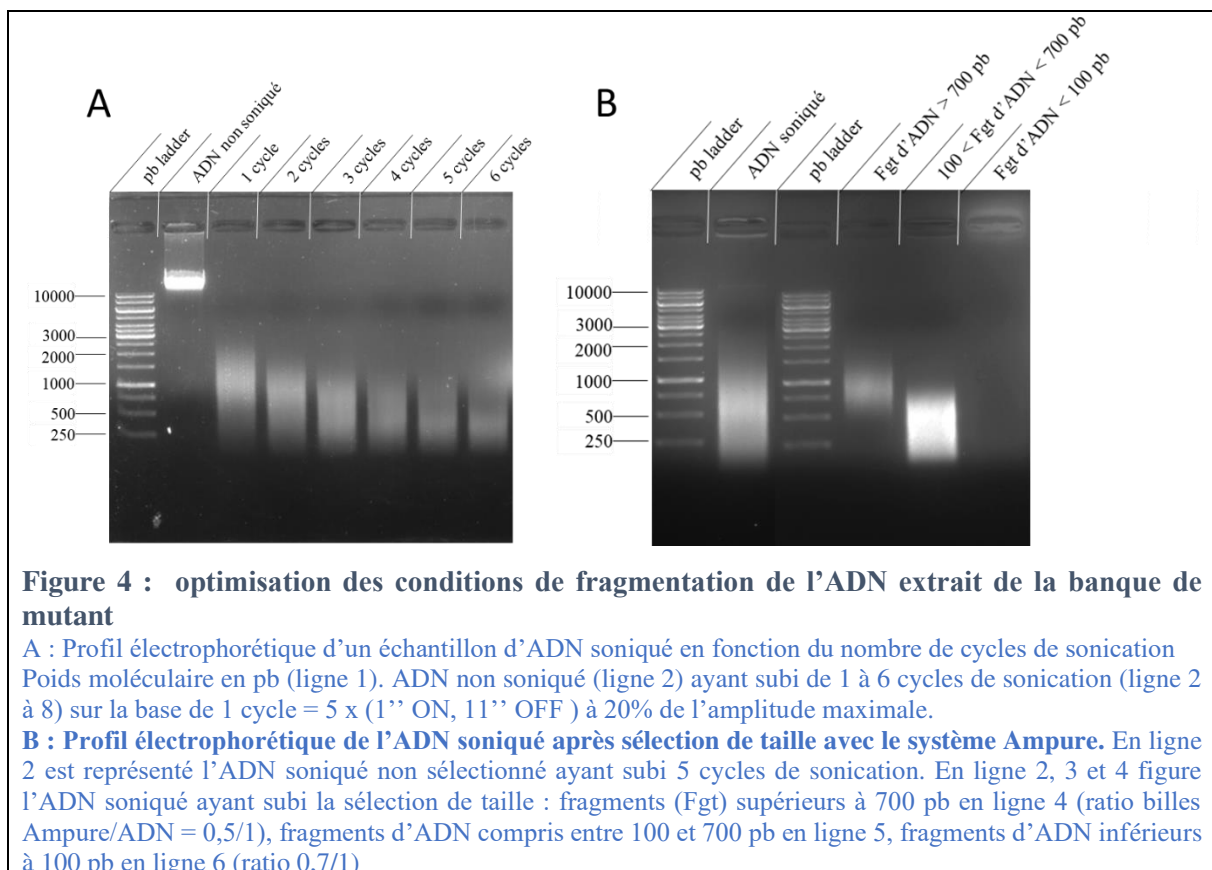 A
pb ladder
ADN non soniqué
1 cycle
2 cycles
3 cycles
4 cycles
5 cycles
6 cycles
10000
3000
2000
1000
500
250
B
pb ladder
ADN soniqué
pb ladder
Fgt d'ADN > 700 pb
100 < Fgt d'ADN < 700 pb
Fgt d'ADN < 100 pb
10000
3000
2000
1000
500
250
Figure 4 : optimisation des conditions de fragmentation de l'ADN extrait de la banque de
mutant
A : Profil électrophorétique d'un échantillon d'ADN soniqué en fonction du nombre de cycles de sonication
Poids moléculaire en pb (ligne 1). ADN non soniqué (ligne 2) ayant subi de 1 à 6 cycles de sonication (ligne 2
à 8) sur la base de 1 cycle = 5 x (1'' ON, 11'' OFF ) à 20% de l'amplitude maximale.
B : Profil électrophorétique de l'ADN soniqué après sélection de taille avec le système Ampure. En ligne
2 est représenté l'ADN soniqué non sélectionné ayant subi 5 cycles de sonication. En ligne 2, 3 et 4 figure
l'ADN soniqué ayant subi la sélection de taille : fragments (Fgt) supérieurs à 700 pb en ligne 4 (ratio billes
Ampure/ADN = 0,5/1), fragments d'ADN compris entre 100 et 700 pb en ligne 5, fragments d'ADN inférieurs
à 100 pb en ligne 6 (ratio 0,7/1)